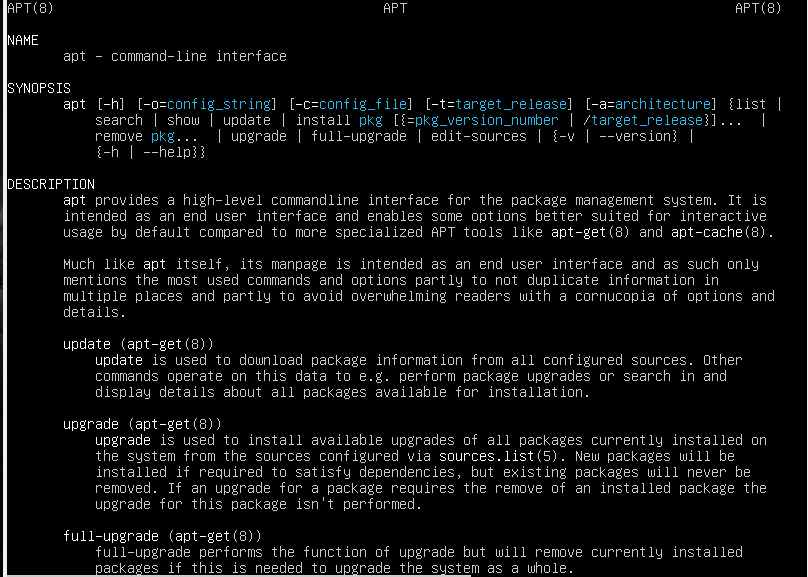 APT(8) APT APT(8)
NAME
apt - command-line interface
SYNOPSIS
apt [-h] [-o=config_string] [-c=config_file] [-t=target_release] [-a=architecture] {list |
search | show | update | install pkg [{=pkg_version_number | /target_release}]... |
remove pkg... | upgrade | full-upgrade | edit-sources | {-v | --version} |
{-h | --help}}
DESCRIPTION
apt provides a high-level commandline interface for the package management system. It is
intended as an end user interface and enables some options better suited for interactive
usage by default compared to more specialized APT tools like apt-get(8) and apt-cache(8).
Much like apt itself, its manpage is intended as an end user interface and as such only
mentions the most used commands and options partly to not duplicate information in
multiple places and partly to avoid overwhelming readers with a cornucopia of options and
details.
update (apt-get(8))
update is used to download package information from all configured sources. Other
commands operate on this data to e.g. perform package upgrades or search in and
display details about all packages available for installation.
upgrade (apt-get(8))
upgrade is used to install available upgrades of all packages currently installed on
the system from the sources configured via sources.list(5). New packages will be
installed if required to satisfy dependencies, but existing packages will never be
removed. If an upgrade for a package requires the remove of an installed package the
upgrade for this package isn't performed.
full-upgrade (apt-get(8))
full-upgrade performs the function of upgrade but will remove currently installed
packages if this is needed to upgrade the system as a whole.